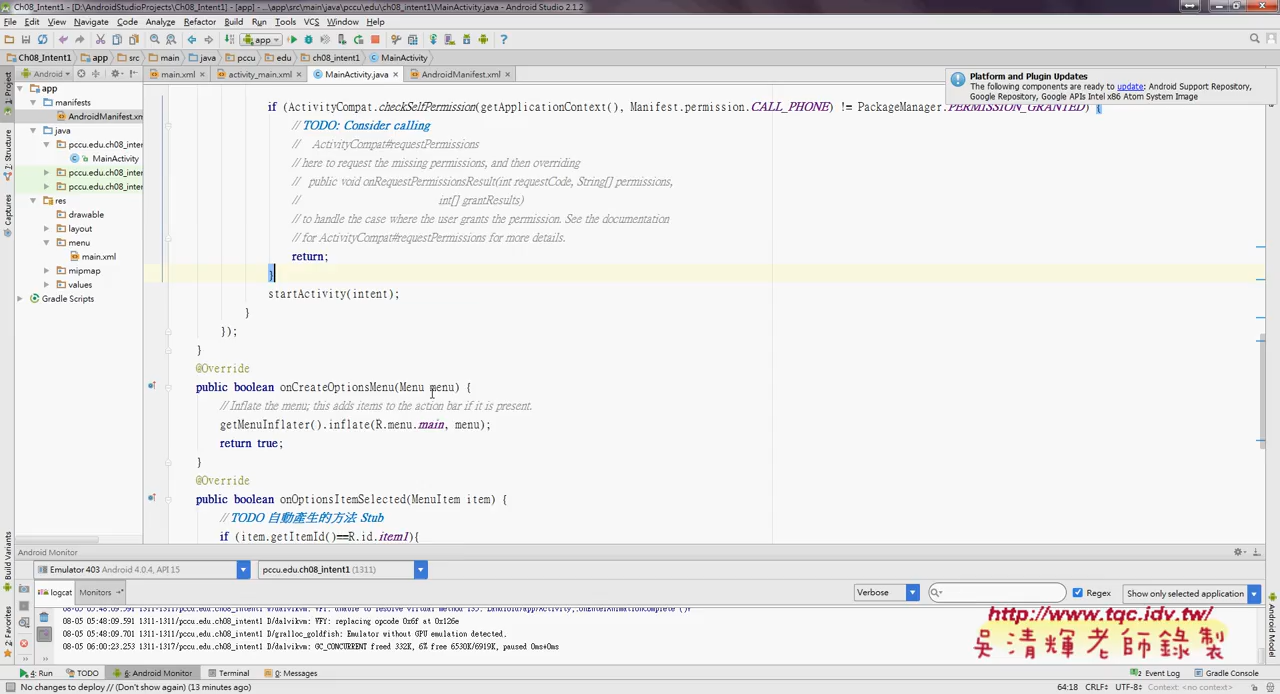 Ch08_Intent1 - [D:\AndroidStudioProjects\Ch08_Intent1] - [app] - ...\app\src\main\java\pccu\edu\ch08_intent1\MainActivity.java - Android Studio 2.1.2
File Edit View Navigate Code Analyze Refactor Build Run Tools VCS Window Help
app
Ch08_Intent1 app src main java pccu edu ch08_intent1 MainActivity
Android main.xml activity_main.xml MainActivity.java AndroidManifest.xml
Platform and Plugin Updates
The following components are ready to update: Android Support Repository,
Google Repository, Google APIs Intel x86 Atom System Image
app
manifests
AndroidManifest.xm
java
pccu.edu.ch08_inter
MainActivity
pccu.edu.ch08_inter
pccu.edu.ch08_inter
res
drawable
layout
menu
main.xml
mipmap
values
Gradle Scripts
1: Project
7: Structure
Captures
Build Variants
2: Favorites
if (ActivityCompat.checkSelfPermission(getApplicationContext(), Manifest.permission.CALL_PHONE) != PackageManager.PERMISSION_GRANTED) {
// TODO: Consider calling
// ActivityCompat#requestPermissions
// here to request the missing permissions, and then overriding
// public void onRequestPermissionsResult(int requestCode, String[] permissions,
// int[] grantResults)
// to handle the case where the user grants the permission. See the documentation
// for ActivityCompat#requestPermissions for more details.
return;
}
startActivity(intent);
}
});
}
@Override
public boolean onCreateOptionsMenu(Menu menu) {
// Inflate the menu; this adds items to the action bar if it is present.
getMenuInflater().inflate(R.menu.main, menu);
return true;
}
@Override
public boolean onOptionsItemSelected(MenuItem item) {
// TODO 自動產生的方法 Stub
if (item.getItemId()==R.id.item1){
Android Monitor
Emulator 403 Android 4.0.4, API 15 pccu.edu.ch08_intent1 (1311)
logcat Monitors Verbose Regex Show only selected application
08-05 05:48:09.591 1311-1311/pccu.edu.ch08_intent1 D/dalvikvm: VFY: replacing opcode 0x6f at 0x126e
08-05 05:48:09.633 1311-1311/pccu.edu.ch08_intent1 D/gralloc_goldfish: Emulator without GPU emulation detected.
08-05 06:00:23.253 1311-1311/pccu.edu.ch08_intent1 D/dalvikvm: GC_CONCURRENT freed 332K, 6% free 6536K/6919K, paused 0ms+0ms
http://www.tqc.idv.tw/
吳清輝老師錄製
Android Model
4: Run TODO 6: Android Monitor Terminal 0: Messages Event Log Gradle Console
No changes to deploy // (Don't show again) (13 minutes ago) 64:18 CRLF÷ UTF-8÷ Context: <no context>